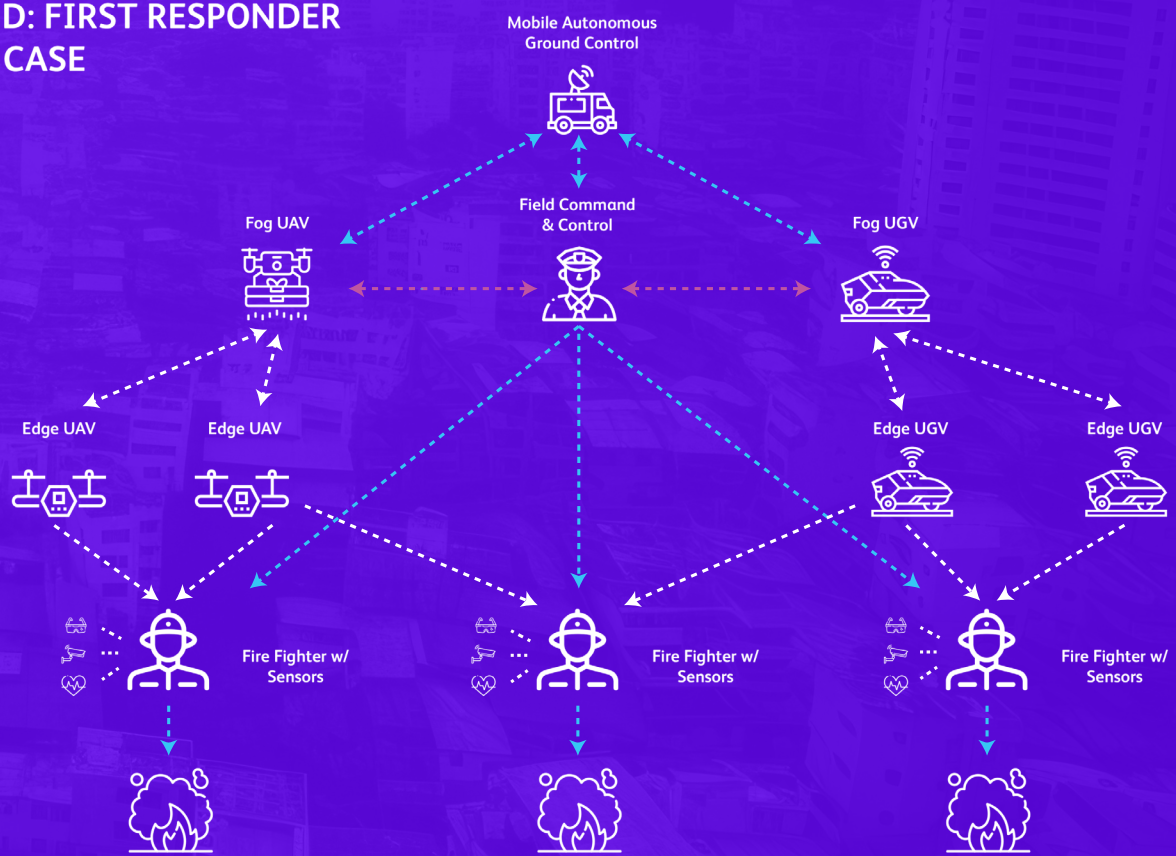 D: FIRST RESPONDER
CASE
Mobile Autonomous
Ground Control
Field Command
& Control
Fog UAV
Fog UGV
Edge UAV
Edge UAV
Edge UGV
Edge UGV
Fire Fighter w/
Sensors
Fire Fighter w/
Sensors
Fire Fighter w/
Sensors